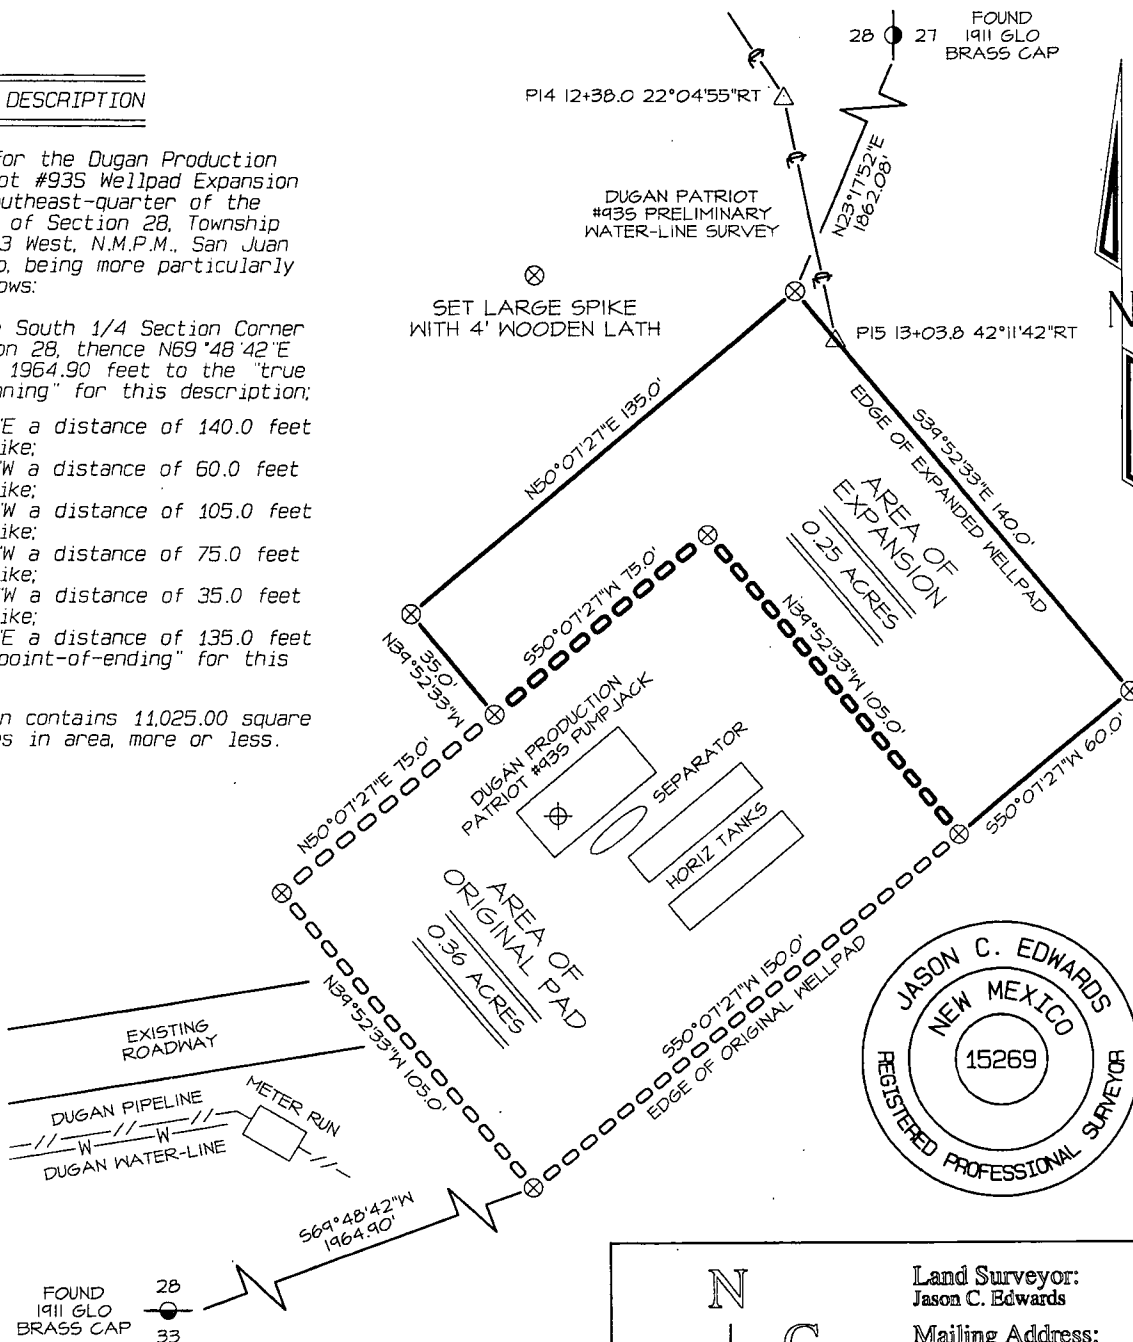 DESCRIPTION
for the Dugan Production
ot #93S Wellpad Expansion
outheast-quarter of the
of Section 28, Township
3 West, N.M.P.M., San Juan
o, being more particularly
ows:
South 1/4 Section Corner
on 28, thence N69°48'42"E
1964.90 feet to the "true
nning" for this description;
"E a distance of 140.0 feet
ike;
"W a distance of 60.0 feet
ike;
"W a distance of 105.0 feet
ike;
"W a distance of 75.0 feet
ike;
"W a distance of 35.0 feet
ike;
"E a distance of 135.0 feet
point-of-ending" for this
n contains 11,025.00 square
s in area, more or less.
28 27
FOUND
1911 GLO
BRASS CAP
PI4 12+38.0 22°04'55"RT
N23°17'52"E
1862.08'
DUGAN PATRIOT
#93S PRELIMINARY
WATER-LINE SURVEY
SET LARGE SPIKE
WITH 4' WOODEN LATH
PI5 13+03.8 42°11'42"RT
N
N50°07'27"E 135.0'
S39°52'33"E 140.0'
EDGE OF EXPANDED WELLPAD
AREA OF
EXPANSION
0.25 ACRES
S50°07'27"W 75.0'
N39°52'33"W 105.0'
35.0'
N39°52'33"W
S50°07'27"W 60.0'
N50°07'27"E 75.0'
DUGAN PRODUCTION
PATRIOT #93S PUMPJACK
SEPARATOR
HORIZ TANKS
AREA OF
ORIGINAL PAD
0.36 ACRES
N39°52'33"W 105.0'
S50°07'27"W 150.0'
EDGE OF ORIGINAL WELLPAD
EXISTING
ROADWAY
DUGAN PIPELINE
W W
DUGAN WATER-LINE
METER RUN
S69°48'42"W
1964.90'
FOUND
1911 GLO
BRASS CAP
28
33
JASON C. EDWARDS
NEW MEXICO
15269
REGISTERED PROFESSIONAL SURVEYOR
N
C
Land Surveyor:
Jason C. Edwards
Mailing Address: